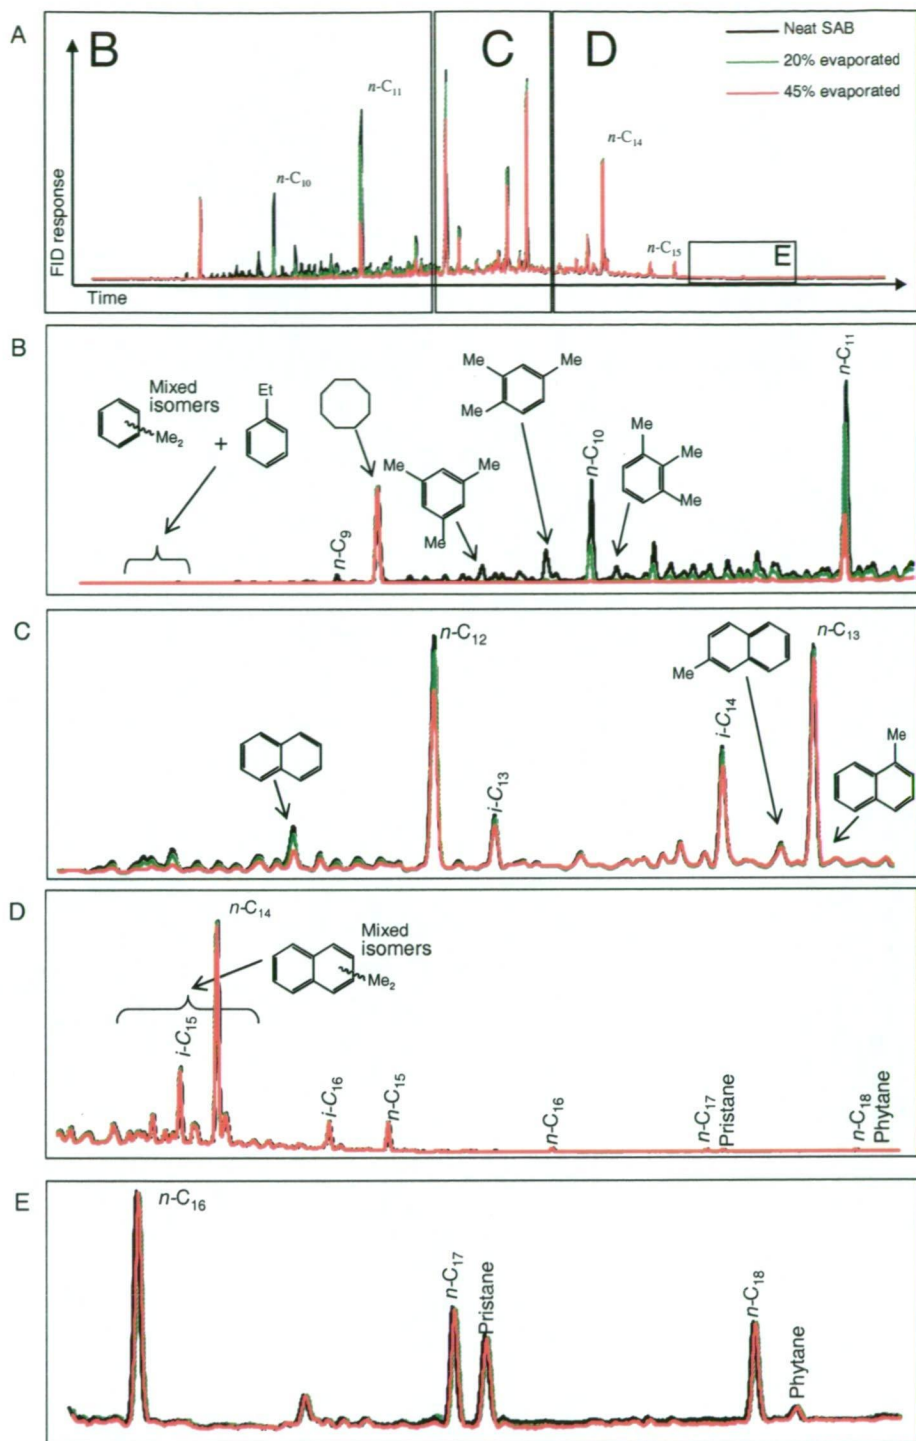 A
B
C
D
Neat SAB
20% evaporated
45% evaporated
n-C11
n-C10
n-C14
n-C15
E
FID response
Time
B
Mixed
isomers
Me2
+
Et
Me
Me
Me
Me
Me
Me
Me
Me
Me
n-C9
n-C10
n-C11
C
n-C12
i-C13
i-C14
Me
n-C13
Me
D
n-C14
Mixed
isomers
Me2
i-C15
i-C16
n-C15
n-C16
n-C17
Pristane
n-C18
Phytane
E
n-C16
n-C17
Pristane
n-C18
Phytane